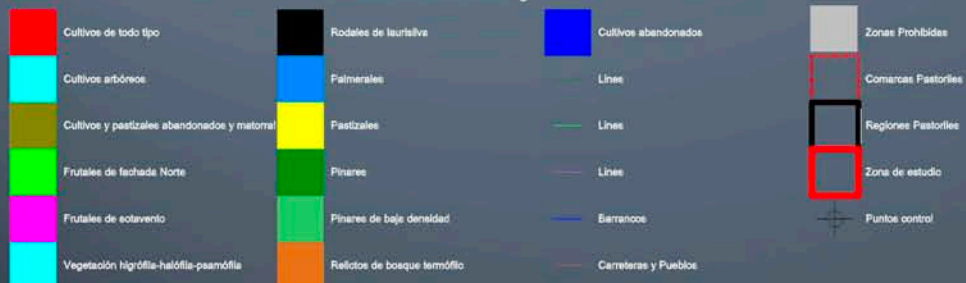 Cultivos de todo tipo
Cultivos arbóreos
Cultivos y pastizales abandonados y matorral
Frutales de fachada Norte
Frutales de sotavento
Vegetación higrófila-halófila-psamófila
Rodales de laurisilva
Palmerales
Pastizales
Pinares
Pinares de baja densidad
Relictos de bosque termófilo
Cultivos abandonados
Lines
Lines
Lines
Barrancos
Carreteras y Pueblos
Zonas Prohibidas
Comarcas Pastoriles
Regiones Pastoriles
Zona de estudio
Puntos control